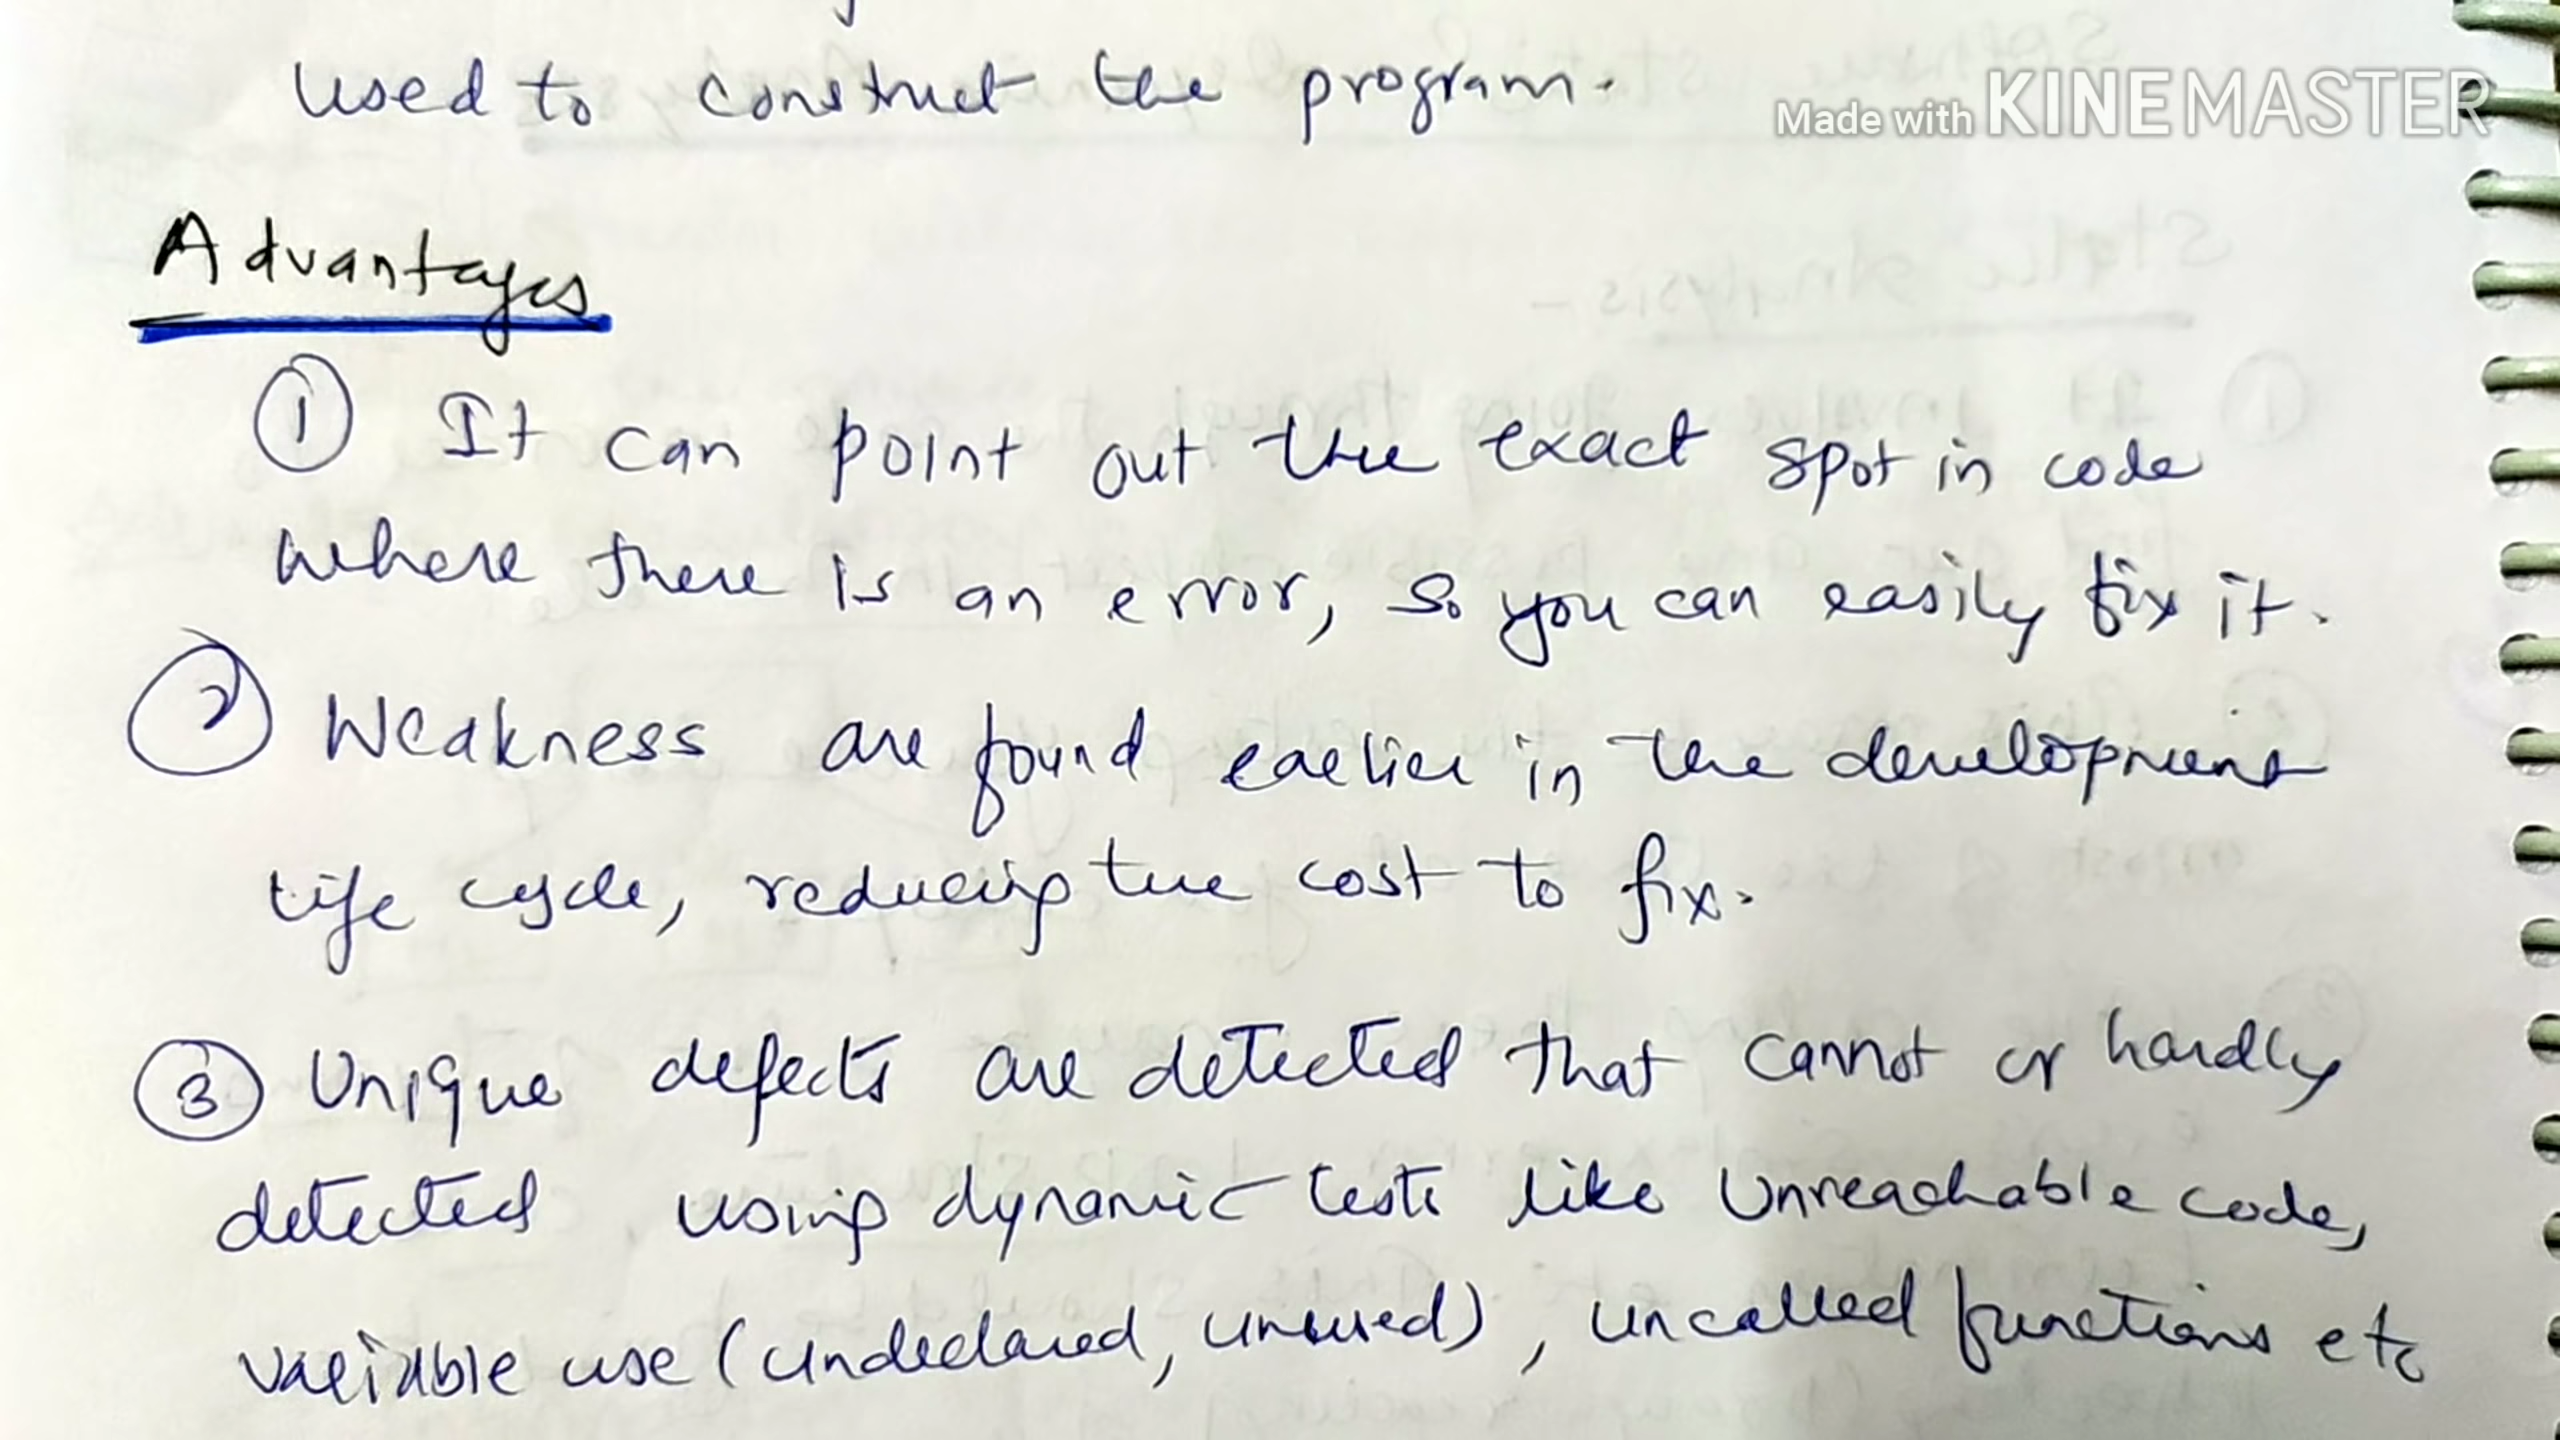 used to construct the program.
Made with KINEMASTER
Advantages
① It can point out the exact spot in code
where there is an error, so you can easily fix it.
② Weakness are found earlier in the development
life cycle, reducing the cost to fix.
③ Unique defects are detected that cannot or hardly
detected using dynamic tests like Unreachable code,
variable use (undeclared, unused), uncalled functions etc